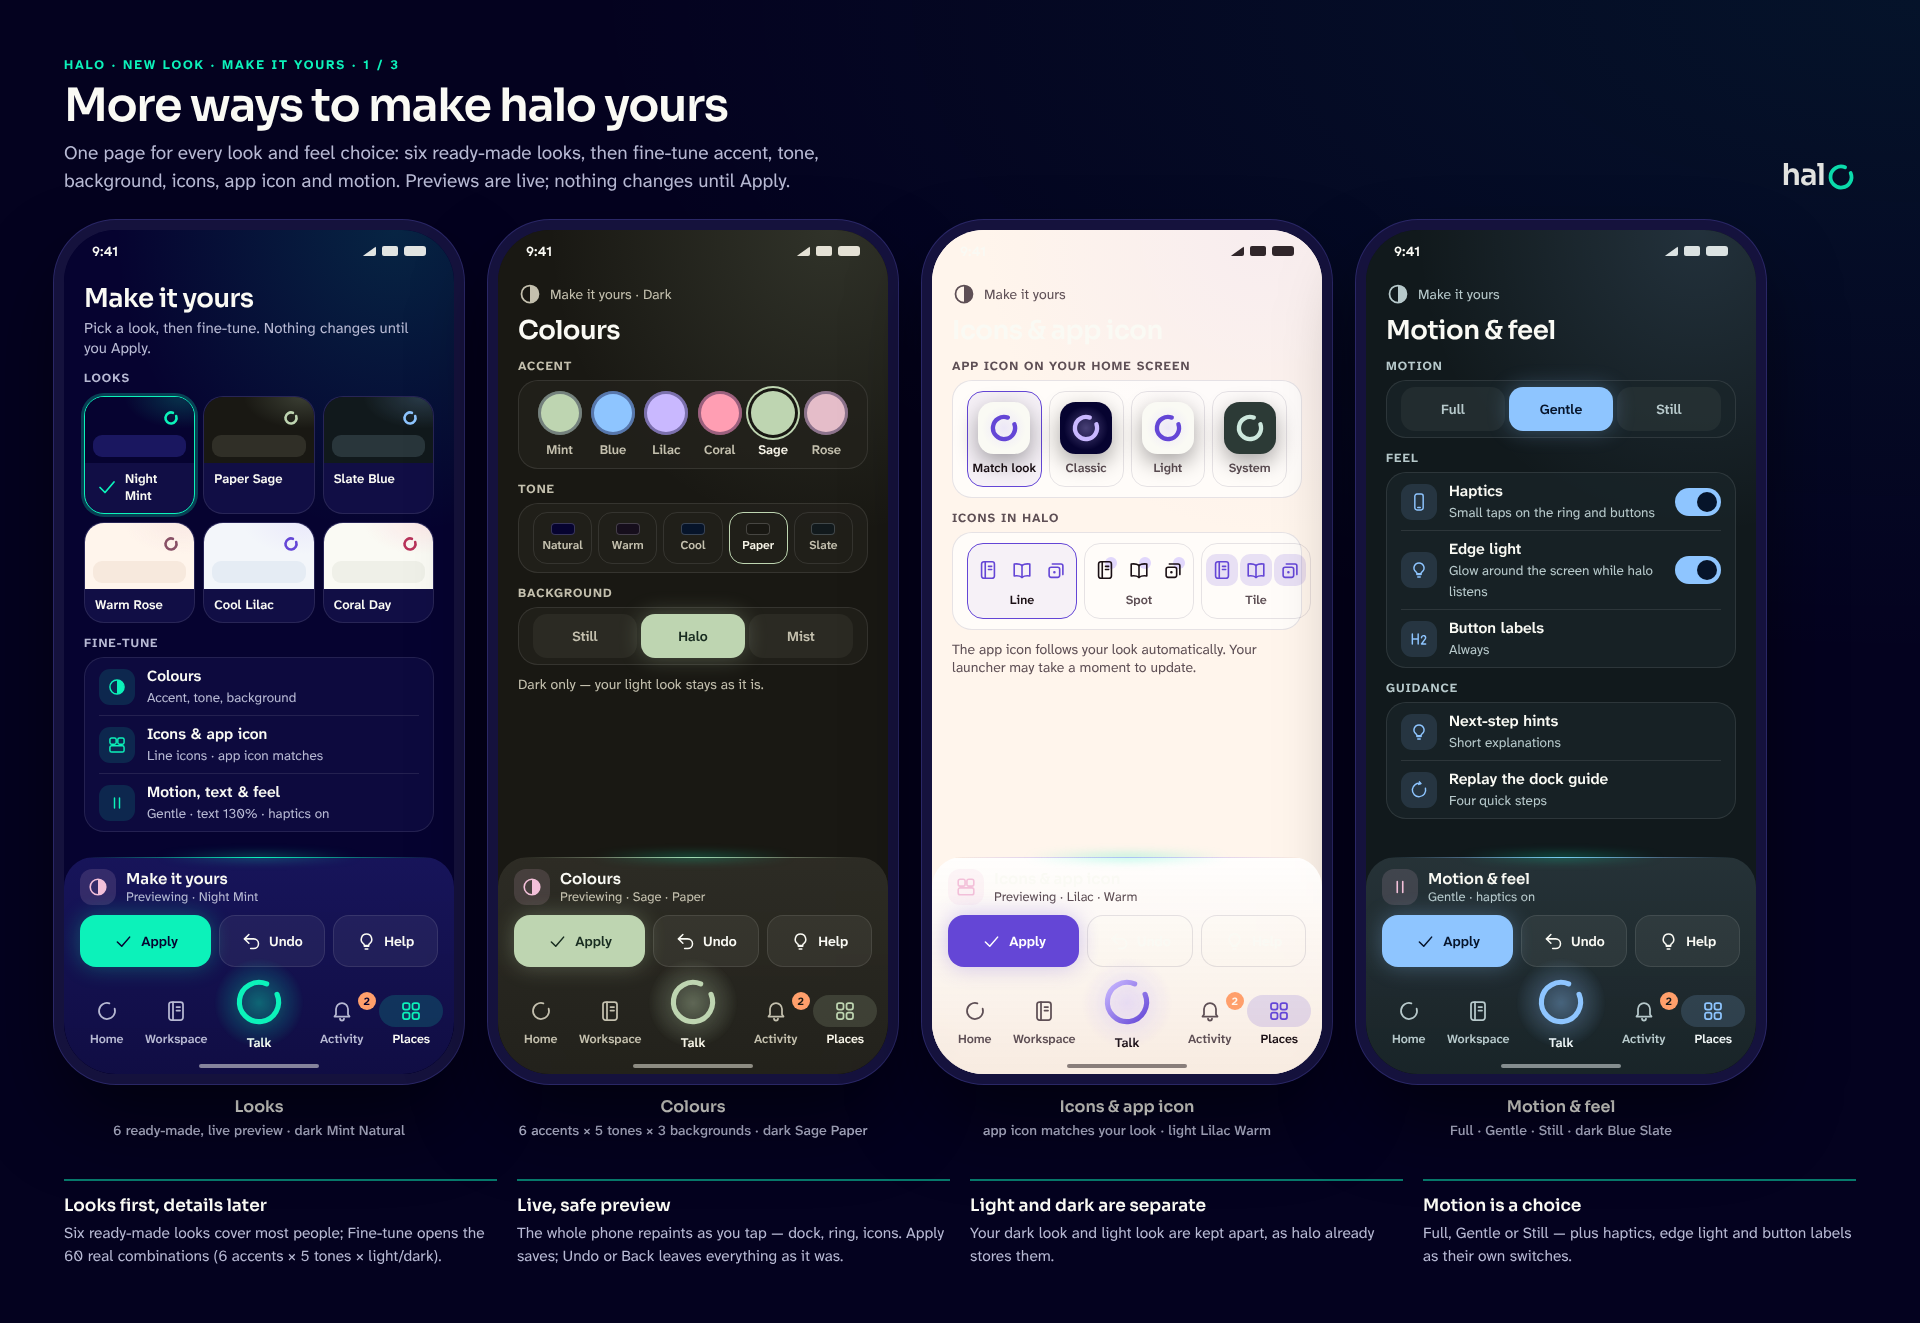 HALO · NEW LOOK · MAKE IT YOURS · 1 / 3
More ways to make halo yours
One page for every look and feel choice: six ready-made looks, then fine-tune accent, tone,
background, icons, app icon and motion. Previews are live; nothing changes until Apply.
halo
9:41
Make it yours
Pick a look, then fine-tune. Nothing changes until
you Apply.
LOOKS
Night
Mint
Paper Sage
Slate Blue
Warm Rose
Cool Lilac
Coral Day
FINE-TUNE
Colours
Accent, tone, background
Icons & app icon
Line icons · app icon matches
Motion, text & feel
Gentle · text 130% · haptics on
Make it yours
Previewing · Night Mint
Apply
Undo
Help
Home
Workspace
Talk
2
Activity
Places
Looks
6 ready-made, live preview · dark Mint Natural
9:41
Make it yours · Dark
Colours
ACCENT
Mint
Blue
Lilac
Coral
Sage
Rose
TONE
Natural
Warm
Cool
Paper
Slate
BACKGROUND
Still
Halo
Mist
Dark only — your light look stays as it is.
Colours
Previewing · Sage · Paper
Apply
Undo
Help
Home
Workspace
Talk
2
Activity
Places
Colours
6 accents × 5 tones × 3 backgrounds · dark Sage Paper
Make it yours
Icons & app icon
APP ICON ON YOUR HOME SCREEN
Match look
Classic
Light
System
ICONS IN HALO
Line
Spot
Tile
The app icon follows your look automatically. Your
launcher may take a moment to update.
Icons & app icon
Previewing · Lilac · Warm
Apply
Home
Workspace
Talk
2
Activity
Places
Icons & app icon
app icon matches your look · light Lilac Warm
9:41
Make it yours
Motion & feel
MOTION
Full
Gentle
Still
FEEL
Haptics
Small taps on the ring and buttons
Edge light
Glow around the screen while halo
listens
H2
Button labels
Always
GUIDANCE
Next-step hints
Short explanations
Replay the dock guide
Four quick steps
Motion & feel
Gentle · haptics on
Apply
Undo
Help
Home
Workspace
Talk
2
Activity
Places
Motion & feel
Full · Gentle · Still · dark Blue Slate
Looks first, details later
Six ready-made looks cover most people; Fine-tune opens the
60 real combinations (6 accents × 5 tones × light/dark).
Live, safe preview
The whole phone repaints as you tap — dock, ring, icons. Apply
saves; Undo or Back leaves everything as it was.
Light and dark are separate
Your dark look and light look are kept apart, as halo already
stores them.
Motion is a choice
Full, Gentle or Still — plus haptics, edge light and button labels
as their own switches.